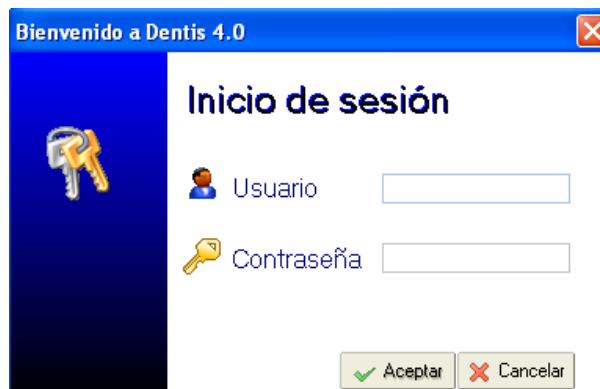 Bienvenido a Dentis 4.0
Inicio de sesión
Usuario
Contraseña
Aceptar
Cancelar